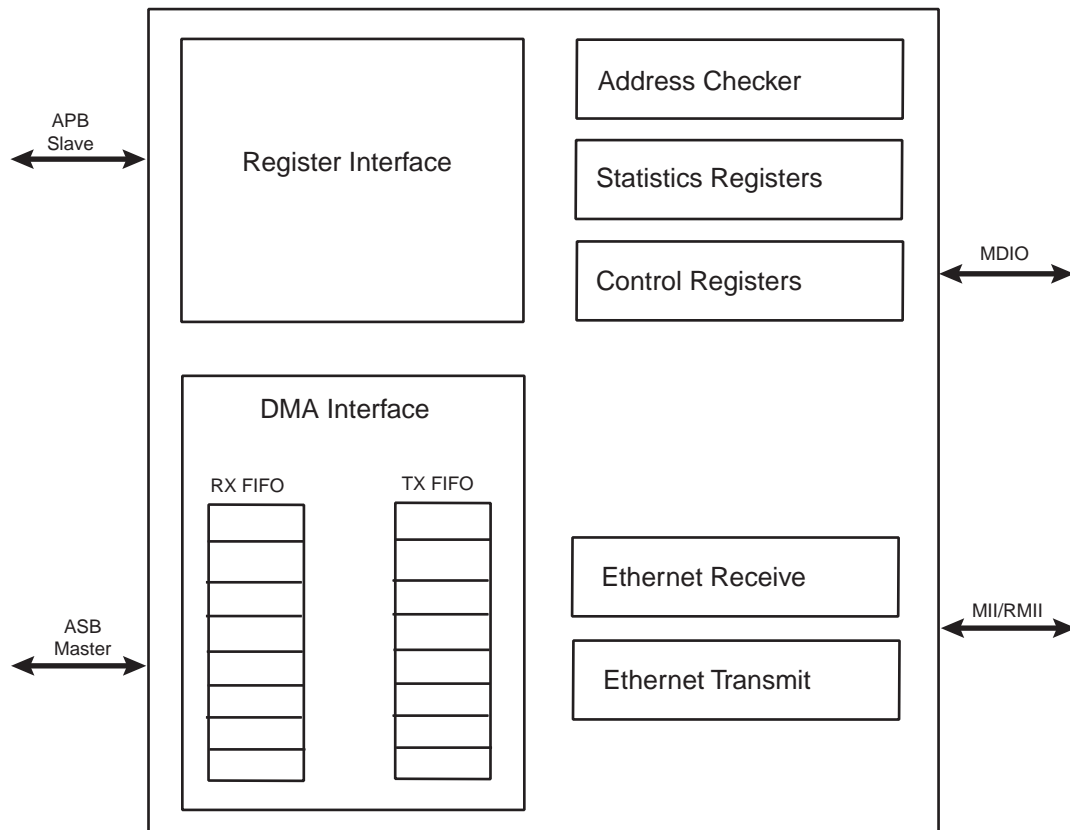 APB
Slave
Register Interface
Address Checker
Statistics Registers
Control Registers
MDIO
DMA Interface
RX FIFO
TX FIFO
ASB
Master
Ethernet Receive
Ethernet Transmit
MII/RMII